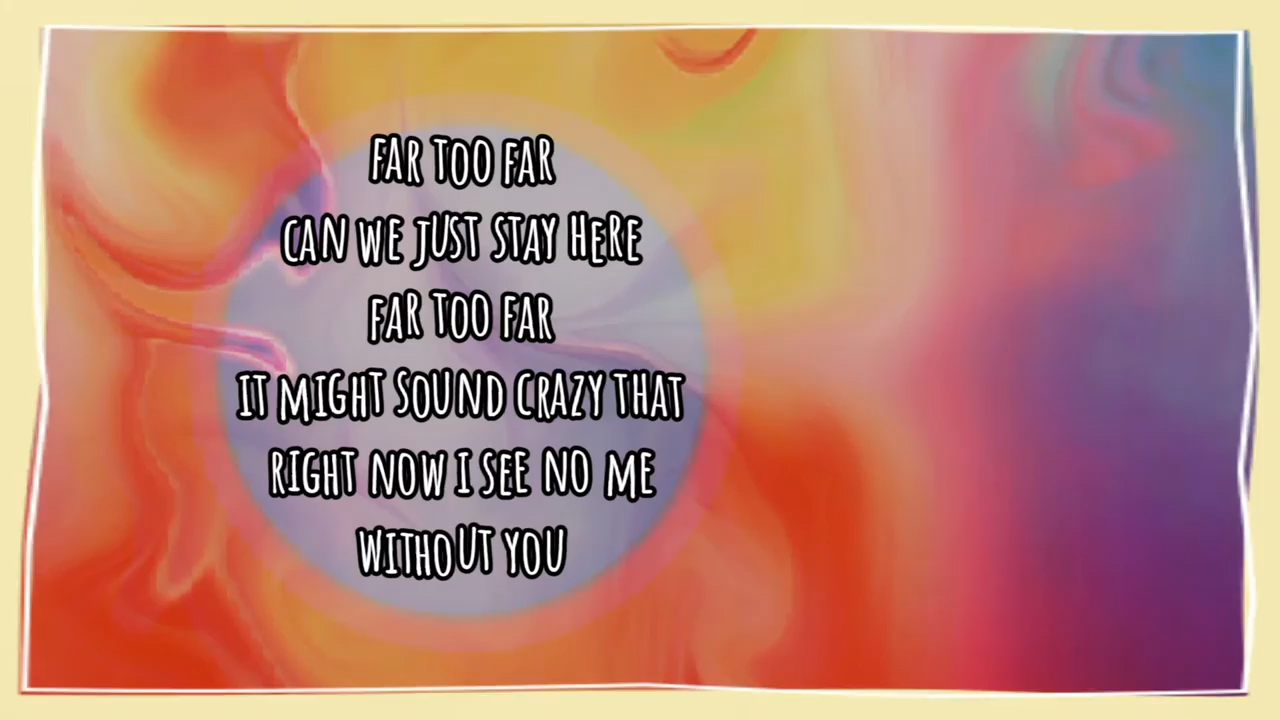 FAR TOO FAR
CAN WE JUST STAY HERE
FAR TOO FAR
IT MIGHT SOUND CRAZY THAT
RIGHT NOW I SEE NO ME
WITHOUT YOU